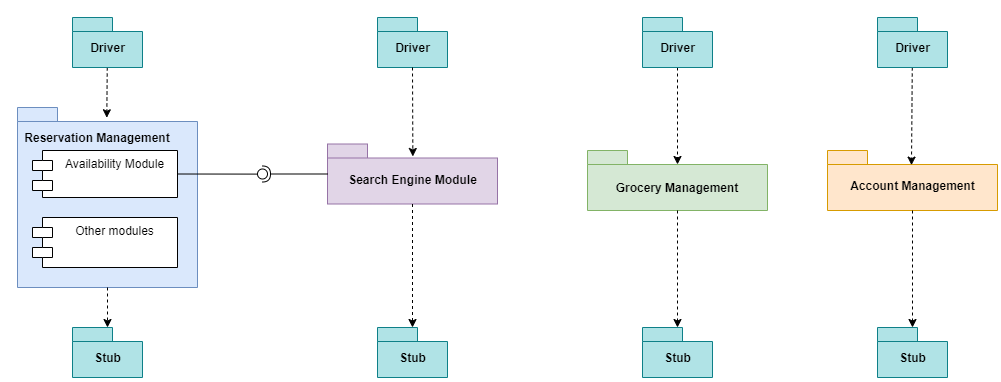 Driver
Driver
Driver
Driver
Reservation Management
Availability Module
Search Engine Module
Grocery Management
Account Management
Other modules
Stub
Stub
Stub
Stub